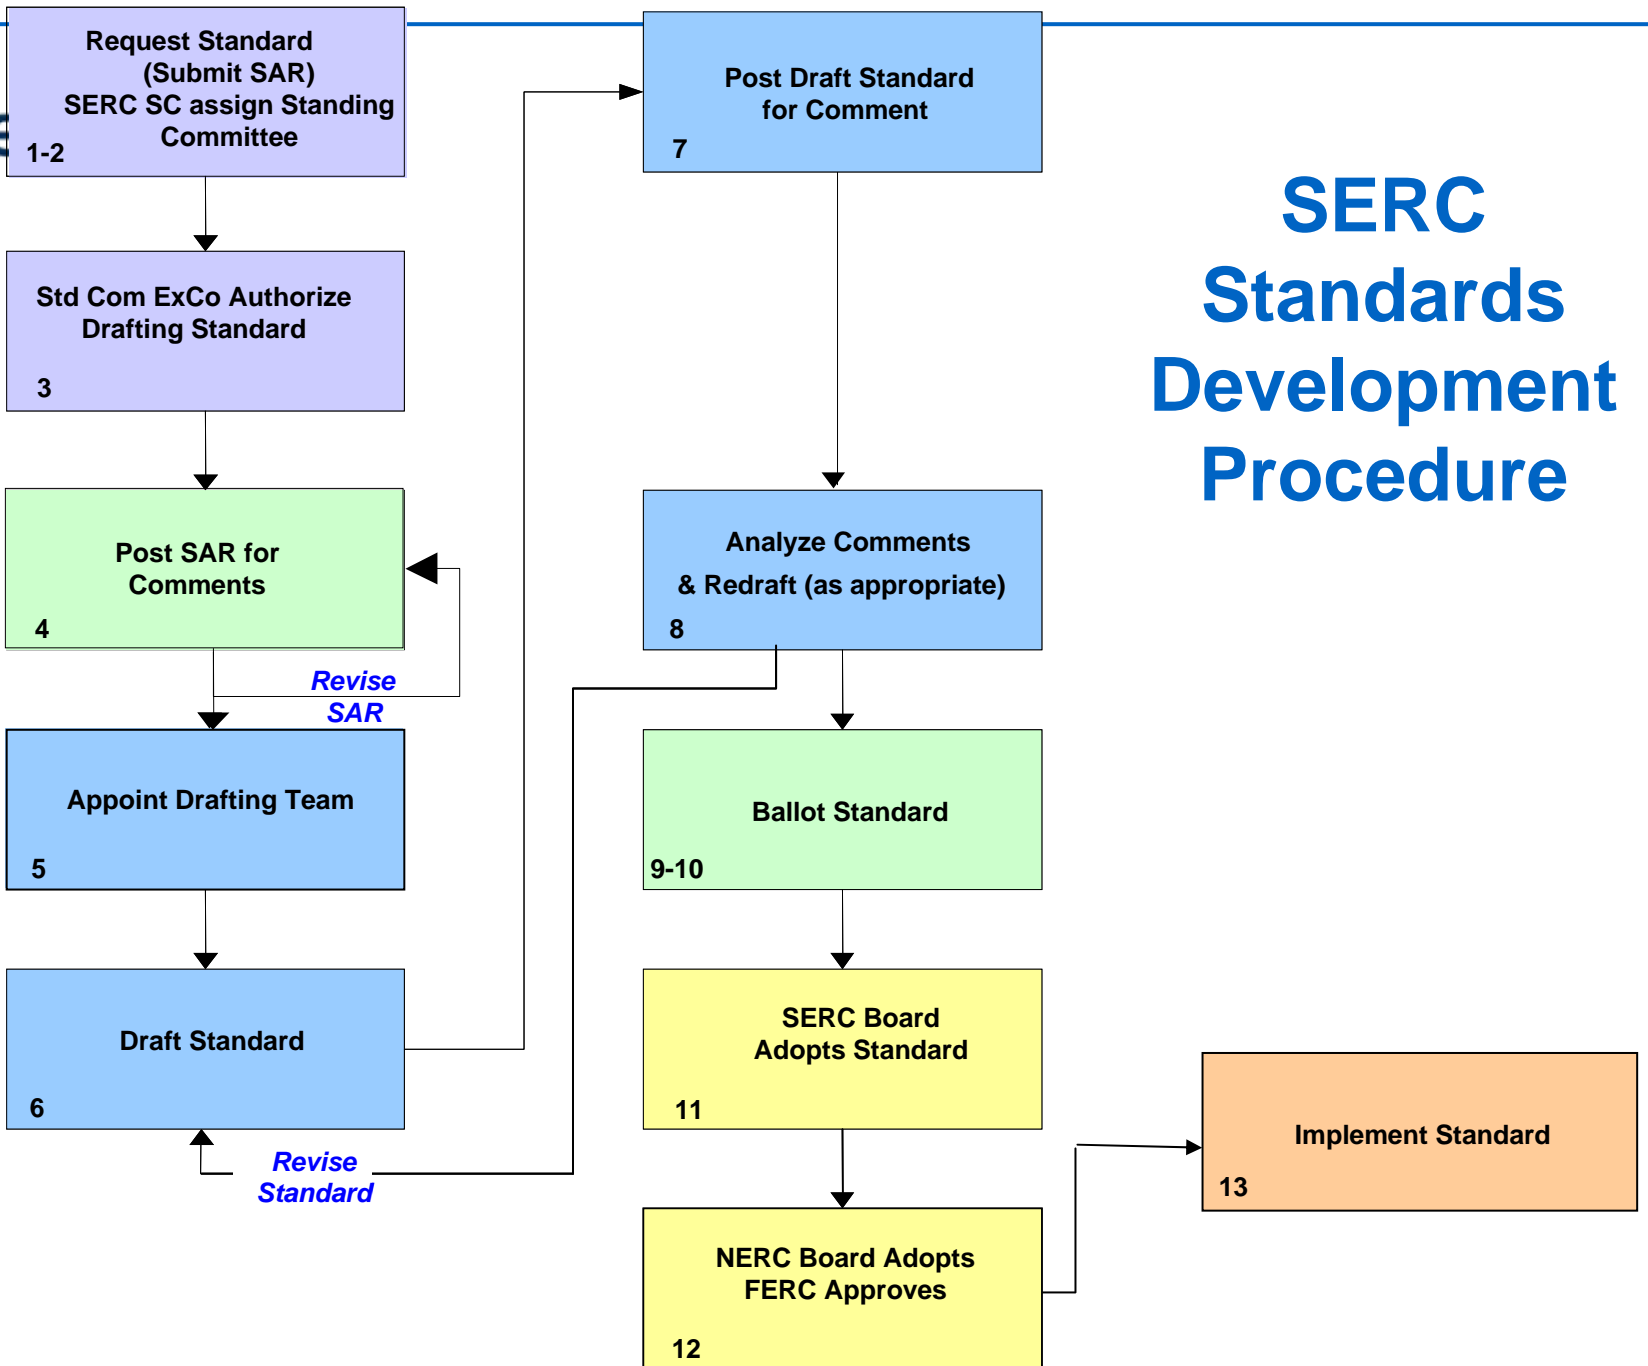 Request Standard
(Submit SAR)
SERC SC assign Standing
Committee
1-2
Std Com ExCo Authorize
Drafting Standard
3
Post SAR for
Comments
4
Revise
SAR
Appoint Drafting Team
5
Draft Standard
6
Revise
Standard
Post Draft Standard
for Comment
7
Analyze Comments
& Redraft (as appropriate)
8
Ballot Standard
9-10
SERC Board
Adopts Standard
11
NERC Board Adopts
FERC Approves
12
SERC
Standards
Development
Procedure
Implement Standard
13